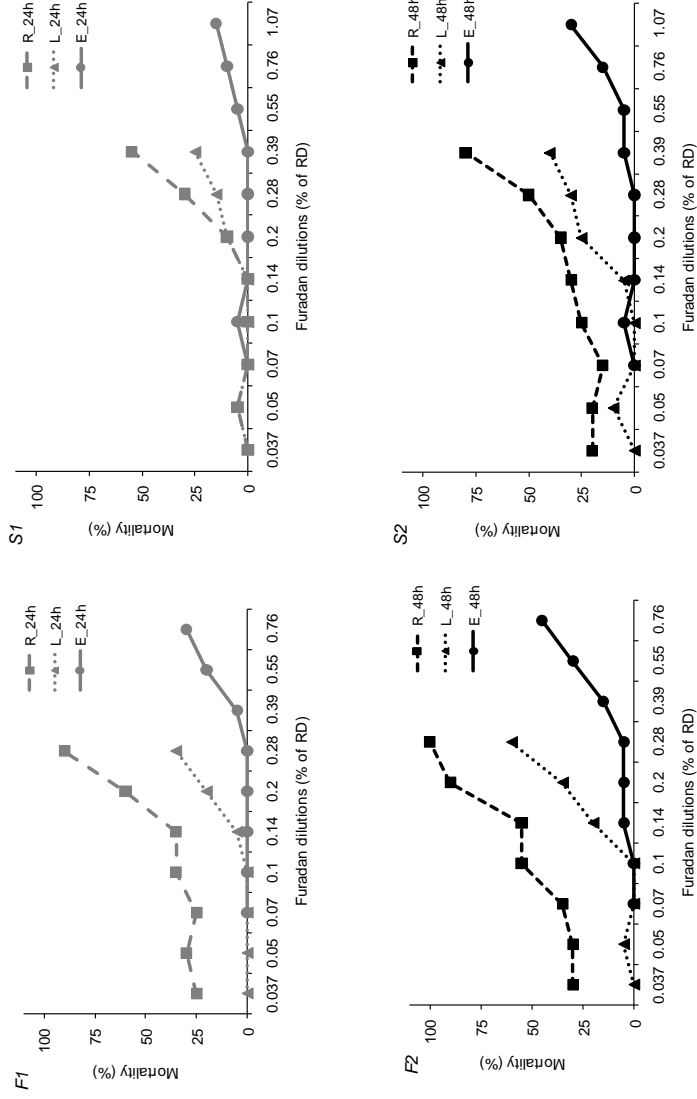 F1
R_24h
L_24h
E_24h
Mortality (%)
100
75
50
25
0
0.037 0.05 0.07 0.1 0.14 0.2 0.28 0.39 0.55 0.76
Furadan dilutions (% of RD)
S1
R_24h
L_24h
E_24h
Mortality (%)
100
75
50
25
0
0.037 0.05 0.07 0.1 0.14 0.2 0.28 0.39 0.55 0.76 1.07
Furadan dilutions (% of RD)
F2
R_48h
L_48h
E_48h
Mortality (%)
100
75
50
25
0
0.037 0.05 0.07 0.1 0.14 0.2 0.28 0.39 0.55 0.76
Furadan dilutions (% of RD)
S2
R_48h
L_48h
E_48h
Mortality (%)
100
75
50
25
0
0.037 0.05 0.07 0.1 0.14 0.2 0.28 0.39 0.55 0.76 1.07
Furadan dilutions (% of RD)